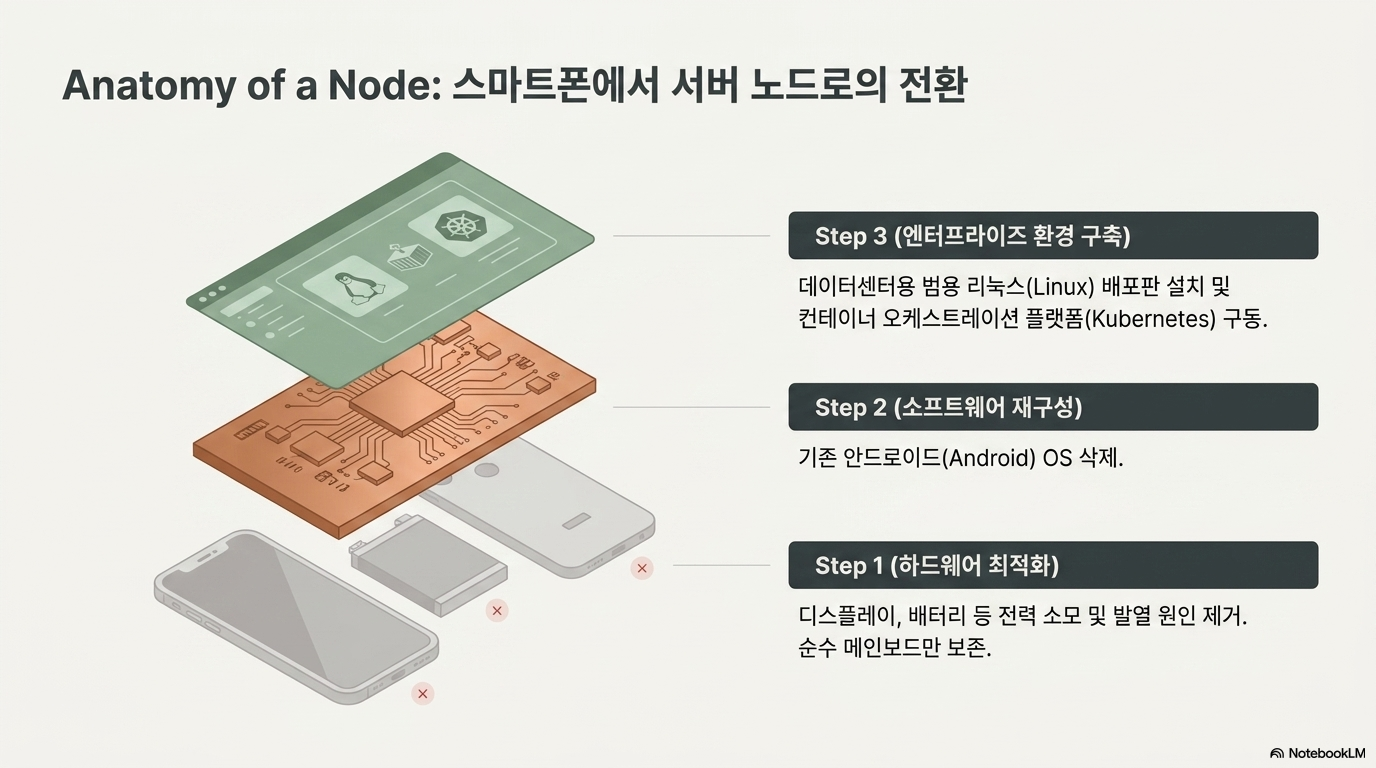 Anatomy of a Node: 스마트폰에서 서버 노드로의 전환
Step 3 (엔터프라이즈 환경 구축)
데이터센터용 범용 리눅스(Linux) 배포판 설치 및
컨테이너 오케스트레이션 플랫폼(Kubernetes) 구동.
Step 2 (소프트웨어 재구성)
기존 안드로이드(Android) OS 삭제.
Step 1 (하드웨어 최적화)
디스플레이, 배터리 등 전력 소모 및 발열 원인 제거.
순수 메인보드만 보존.
NotebookLM